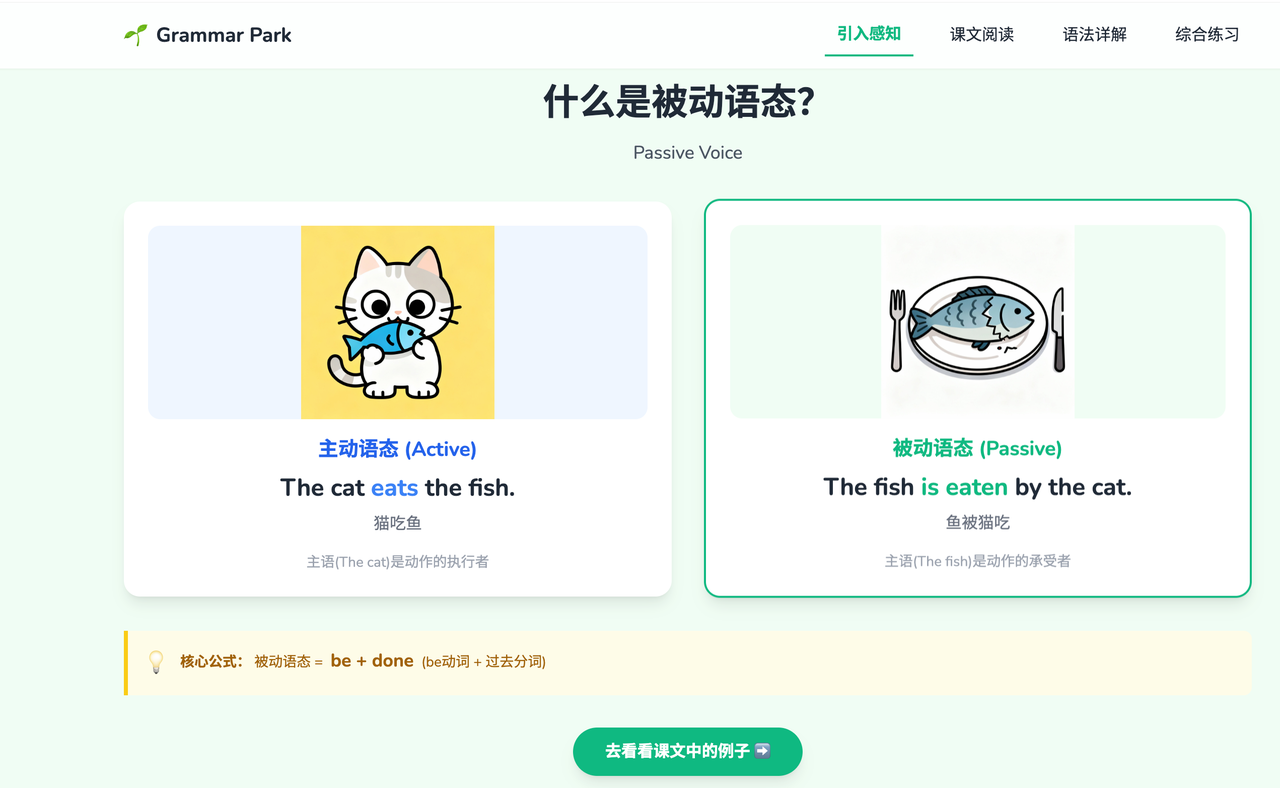 🌱 Grammar Park
引入感知
课文阅读
语法详解
综合练习
什么是被动语态？
Passive Voice
主动语态 (Active)
The cat eats the fish.
猫吃鱼
主语(The cat)是动作的执行者
被动语态 (Passive)
The fish is eaten by the cat.
鱼被猫吃
主语(The fish)是动作的承受者
💡 核心公式： 被动语态 = be + done (be动词 + 过去分词)
去看看课文中的例子 ➡️